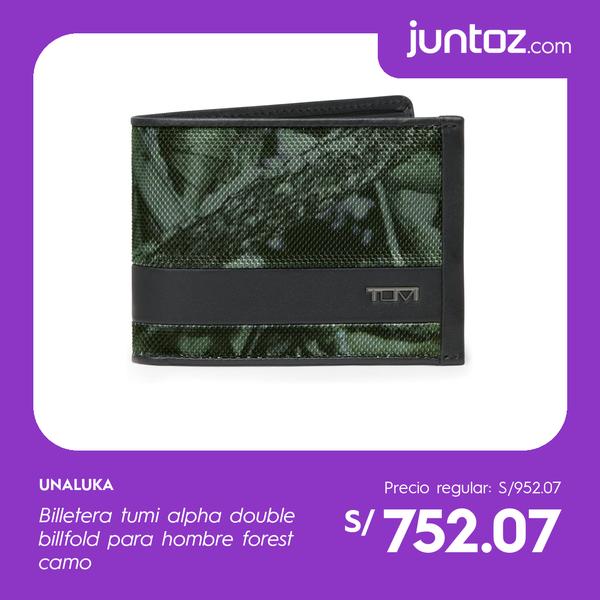 juntoz.com
TUMI
UNALUKA
Billetera tumi alpha double
billfold para hombre forest
camo
Precio regular: S/952.07
S/752.07